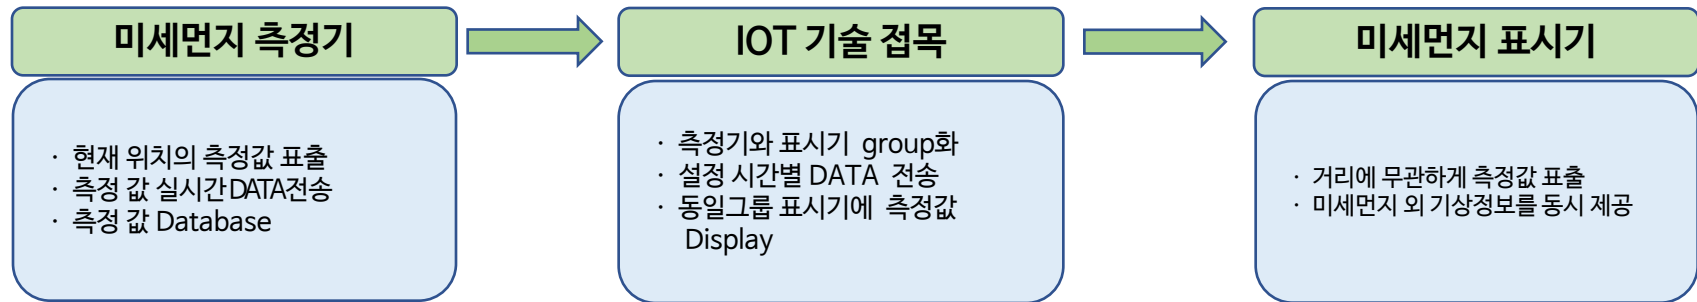 미세먼지 측정기
· 현재 위치의 측정값 표출
· 측정 값 실시간DATA전송
· 측정 값 Database
IOT 기술 접목
· 측정기와 표시기 group화
· 설정 시간별 DATA 전송
· 동일그룹 표시기에 측정값
Display
미세먼지 표시기
· 거리에 무관하게 측정값 표출
· 미세먼지 외 기상정보를 동시 제공